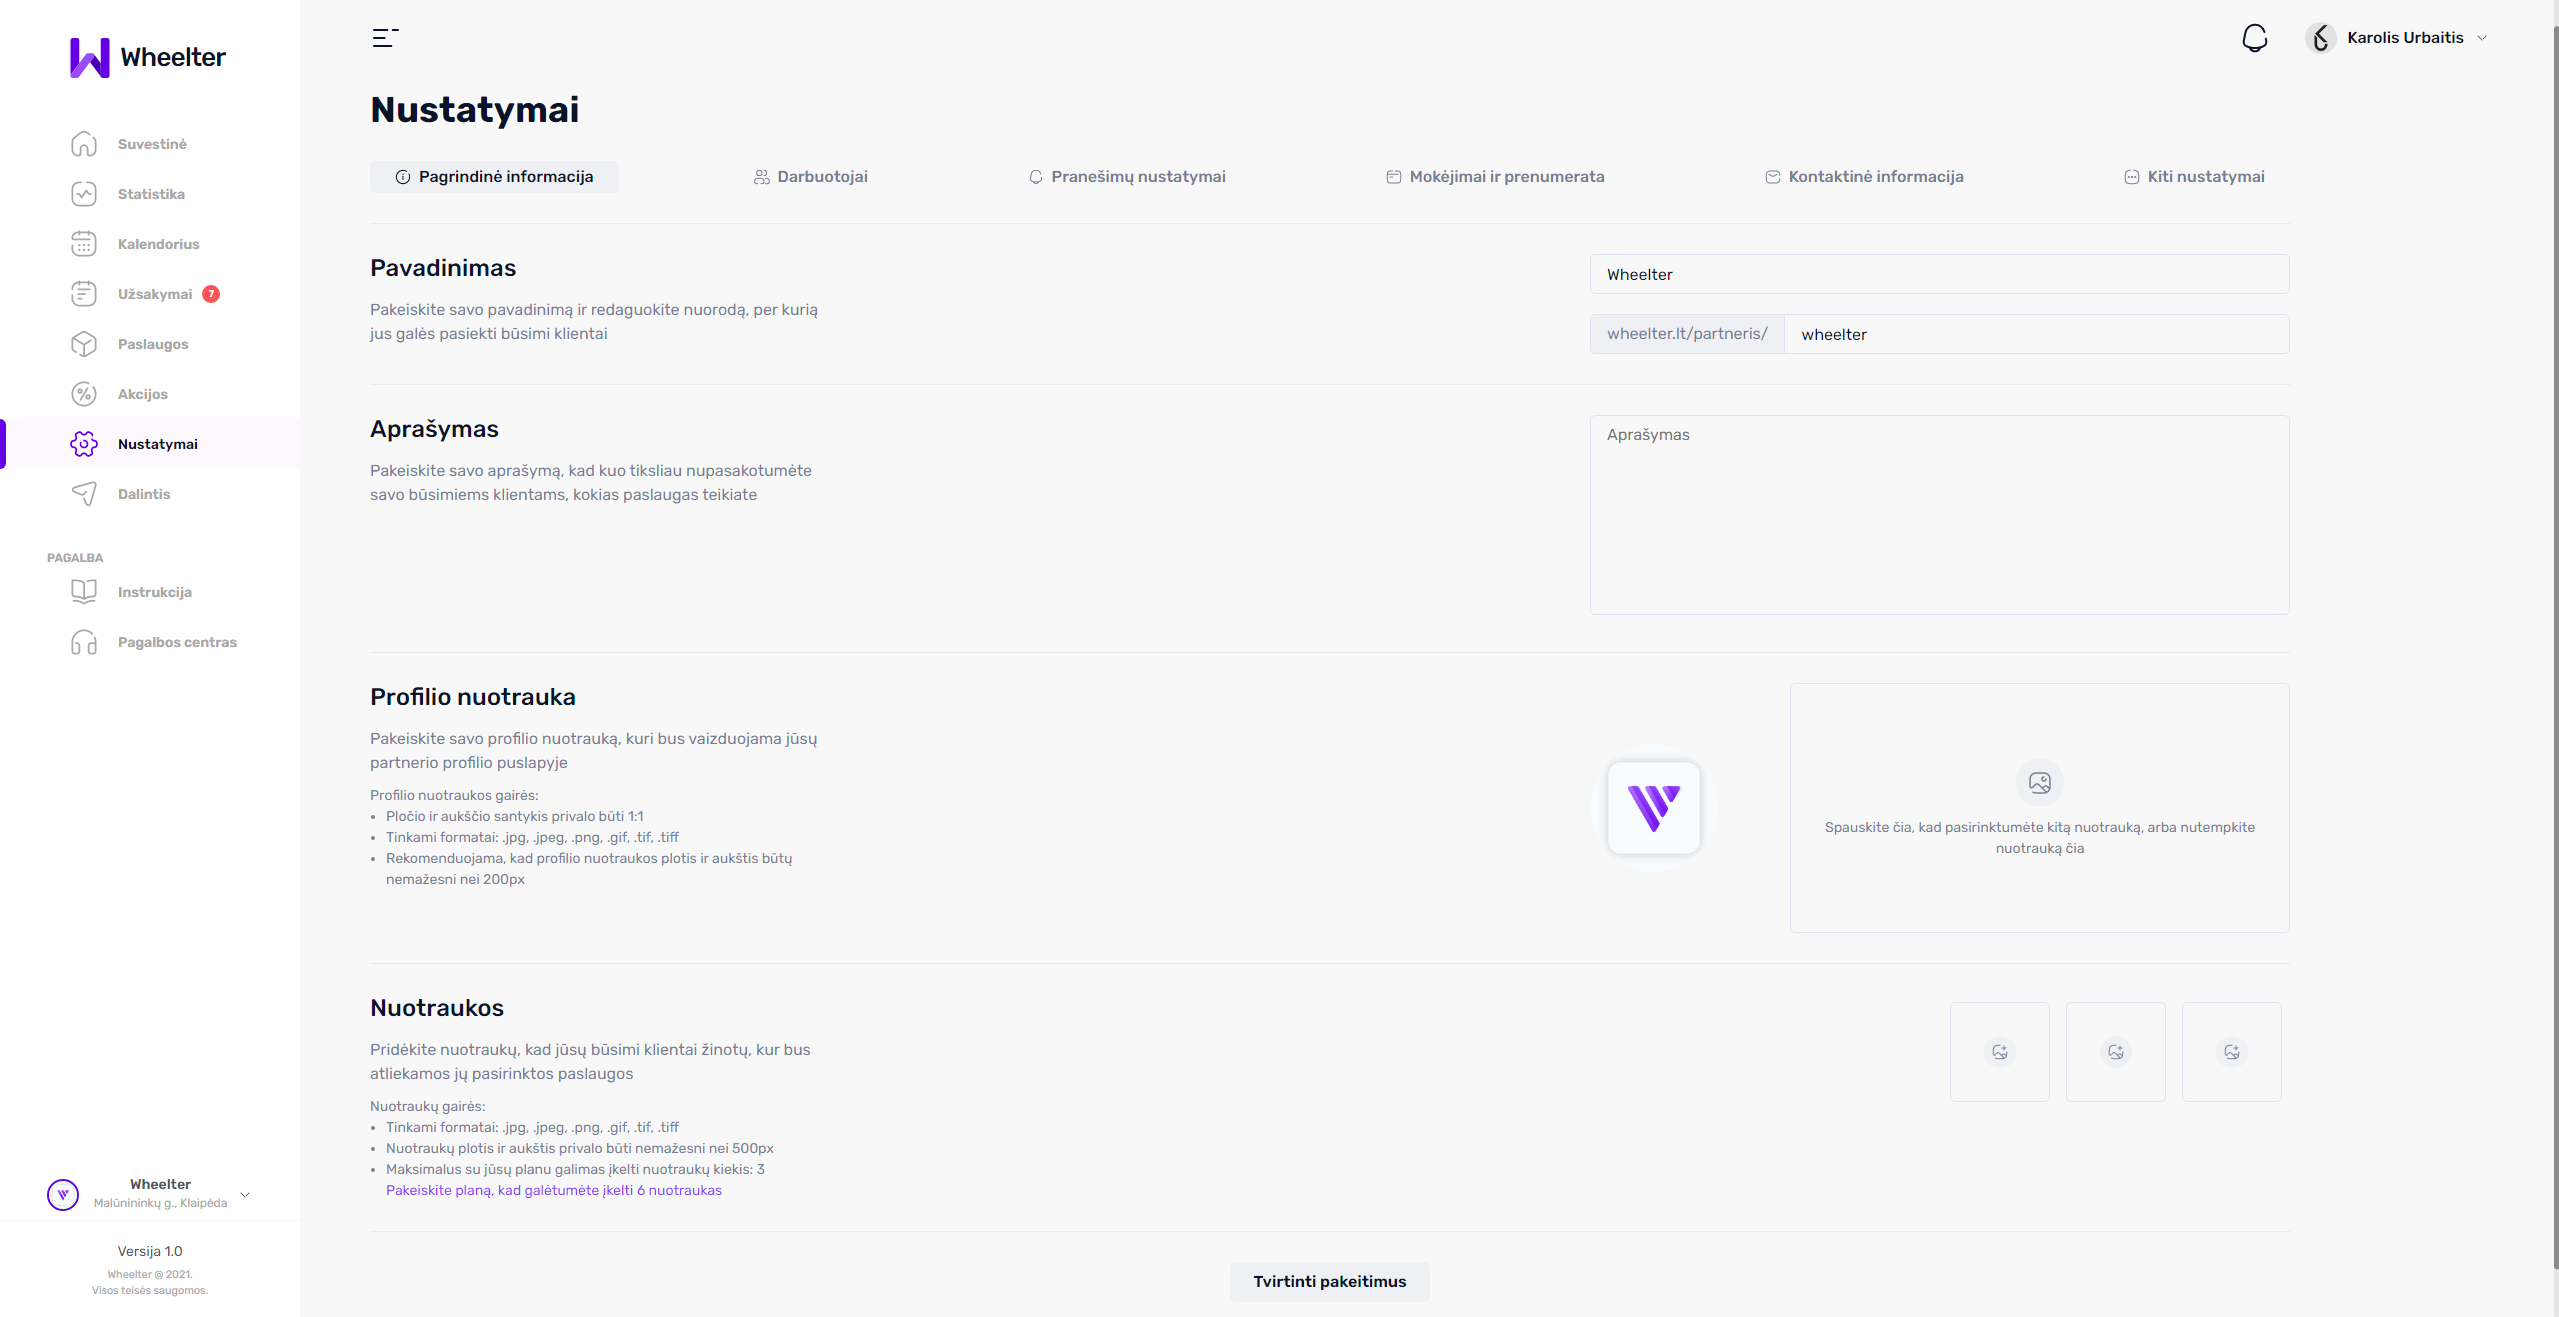 Wheelter
Suvestinė
Statistika
Kalendorius
Užsakymai 7
Paslaugos
Akcijos
Nustatymai
Dalintis
PAGALBA
Instrukcija
Pagalbos centras
Wheelter
Malūnininkų g., Klaipėda
Versija 1.0
Wheelter @ 2021.
Visos teisės saugomos.
Karolis Urbaitis
Nustatymai
Pagrindinė informacija
Darbuotojai
Pranešimų nustatymai
Mokėjimai ir prenumerata
Kontaktinė informacija
Kiti nustatymai
Pavadinimas
Pakeiskite savo pavadinimą ir redaguokite nuorodą, per kurią
jus galės pasiekti būsimi klientai
Wheelter
wheelter.lt/partneris/ wheelter
Aprašymas
Pakeiskite savo aprašymą, kad kuo tiksliau nupasakotumėte
savo būsimiems klientams, kokias paslaugas teikiate
Aprašymas
Profilio nuotrauka
Pakeiskite savo profilio nuotrauką, kuri bus vaizduojama jūsų
partnerio profilio puslapyje
Profilio nuotraukos gairės:
• Pločio ir aukščio santykis privalo būti 1:1
• Tinkami formatai: .jpg, .jpeg, .png, .gif, .tif, .tiff
• Rekomenduojama, kad profilio nuotraukos plotis ir aukštis būtų
nemažesni nei 200px
Spauskite čia, kad pasirinktumėte kitą nuotrauką, arba nutempkite
nuotrauką čia
Nuotraukos
Pridėkite nuotraukų, kad jūsų būsimi klientai žinotų, kur bus
atliekamos jų pasirinktos paslaugos
Nuotraukų gairės:
• Tinkami formatai: .jpg, .jpeg, .png, .gif, .tif, .tiff
• Nuotraukų plotis ir aukštis privalo būti nemažesni nei 500px
• Maksimalus su jūsų planu galimas įkelti nuotraukų kiekis: 3
Pakeiskite planą, kad galėtumėte įkelti 6 nuotraukas
Tvirtinti pakeitimus